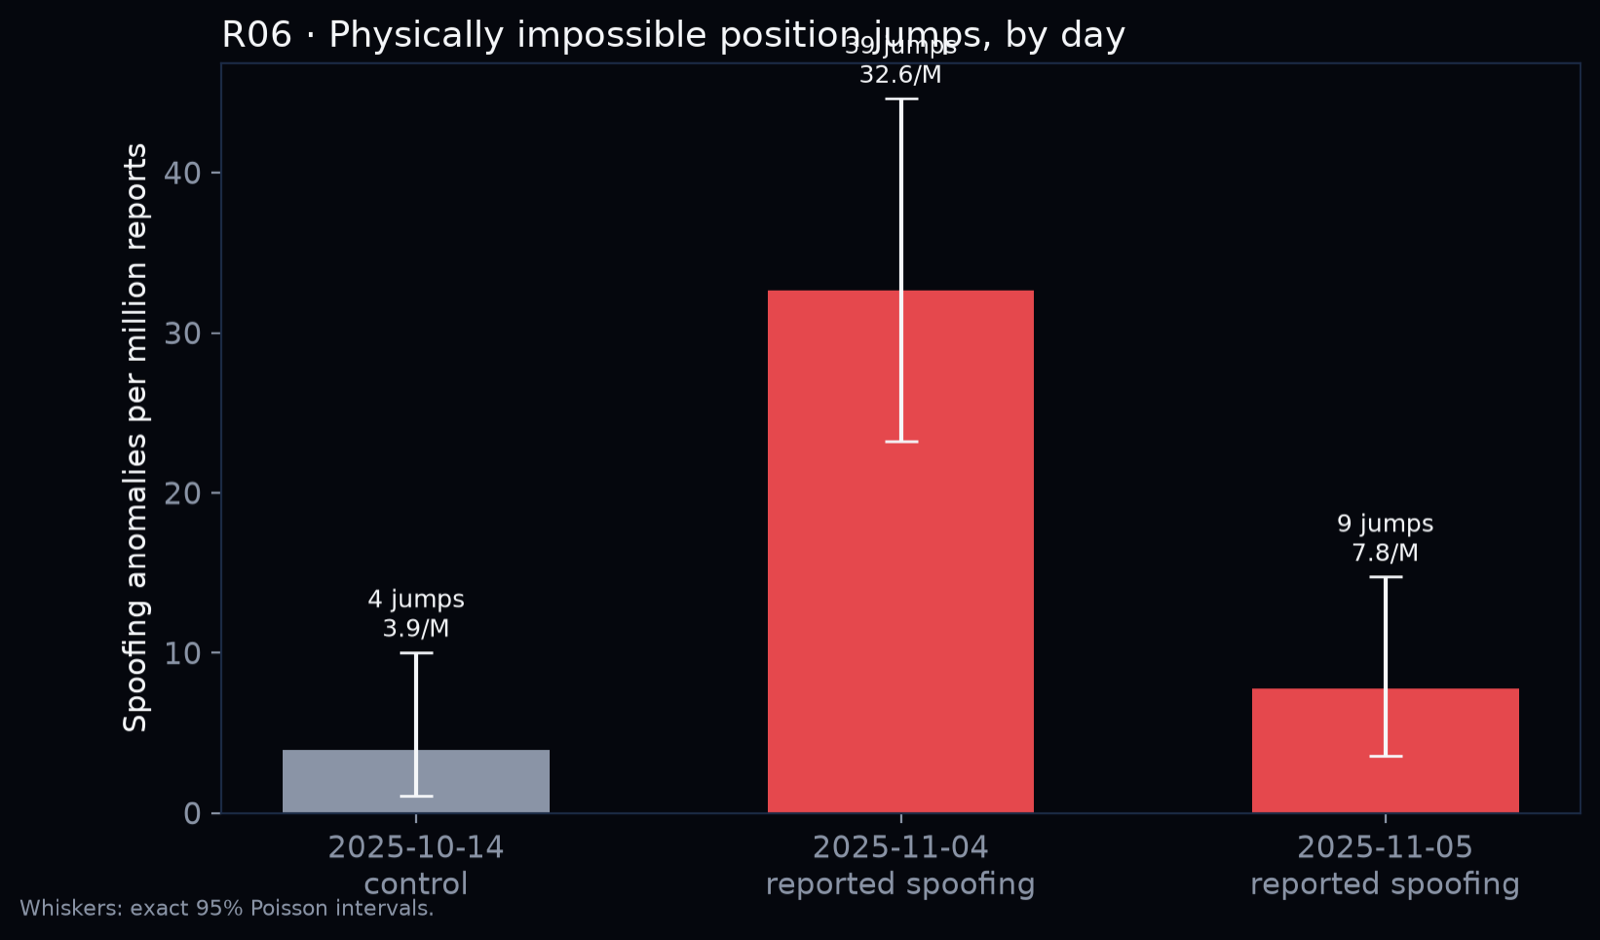 R06 · Physically impossible position jumps, by day
39 jumps
32.6/M
Spoofing anomalies per million reports
40
30
20
10
0
9 jumps
7.8/M
4 jumps
3.9/M
2025-10-14
control
2025-11-04
reported spoofing
2025-11-05
reported spoofing
Whiskers: exact 95% Poisson intervals.